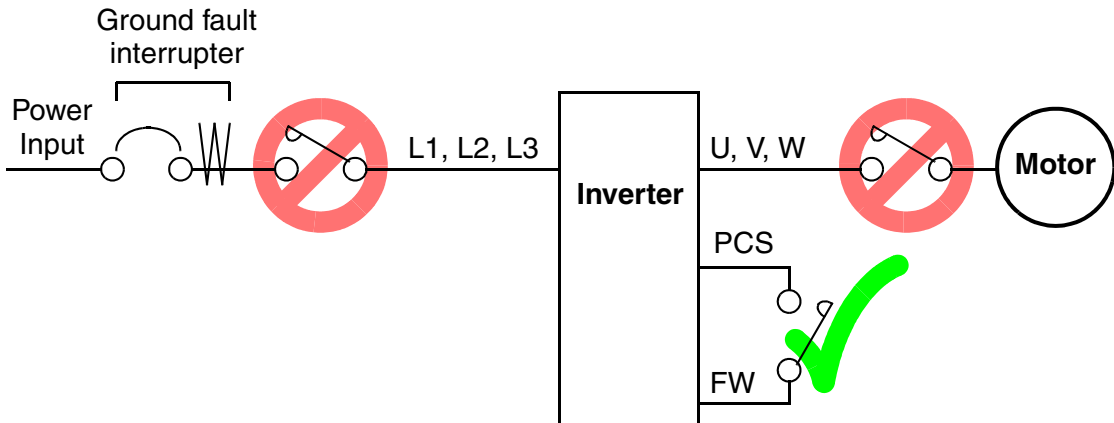 Ground fault
interrupter
Power
Input
L1, L2, L3
Inverter
U, V, W
Motor
PCS
FW